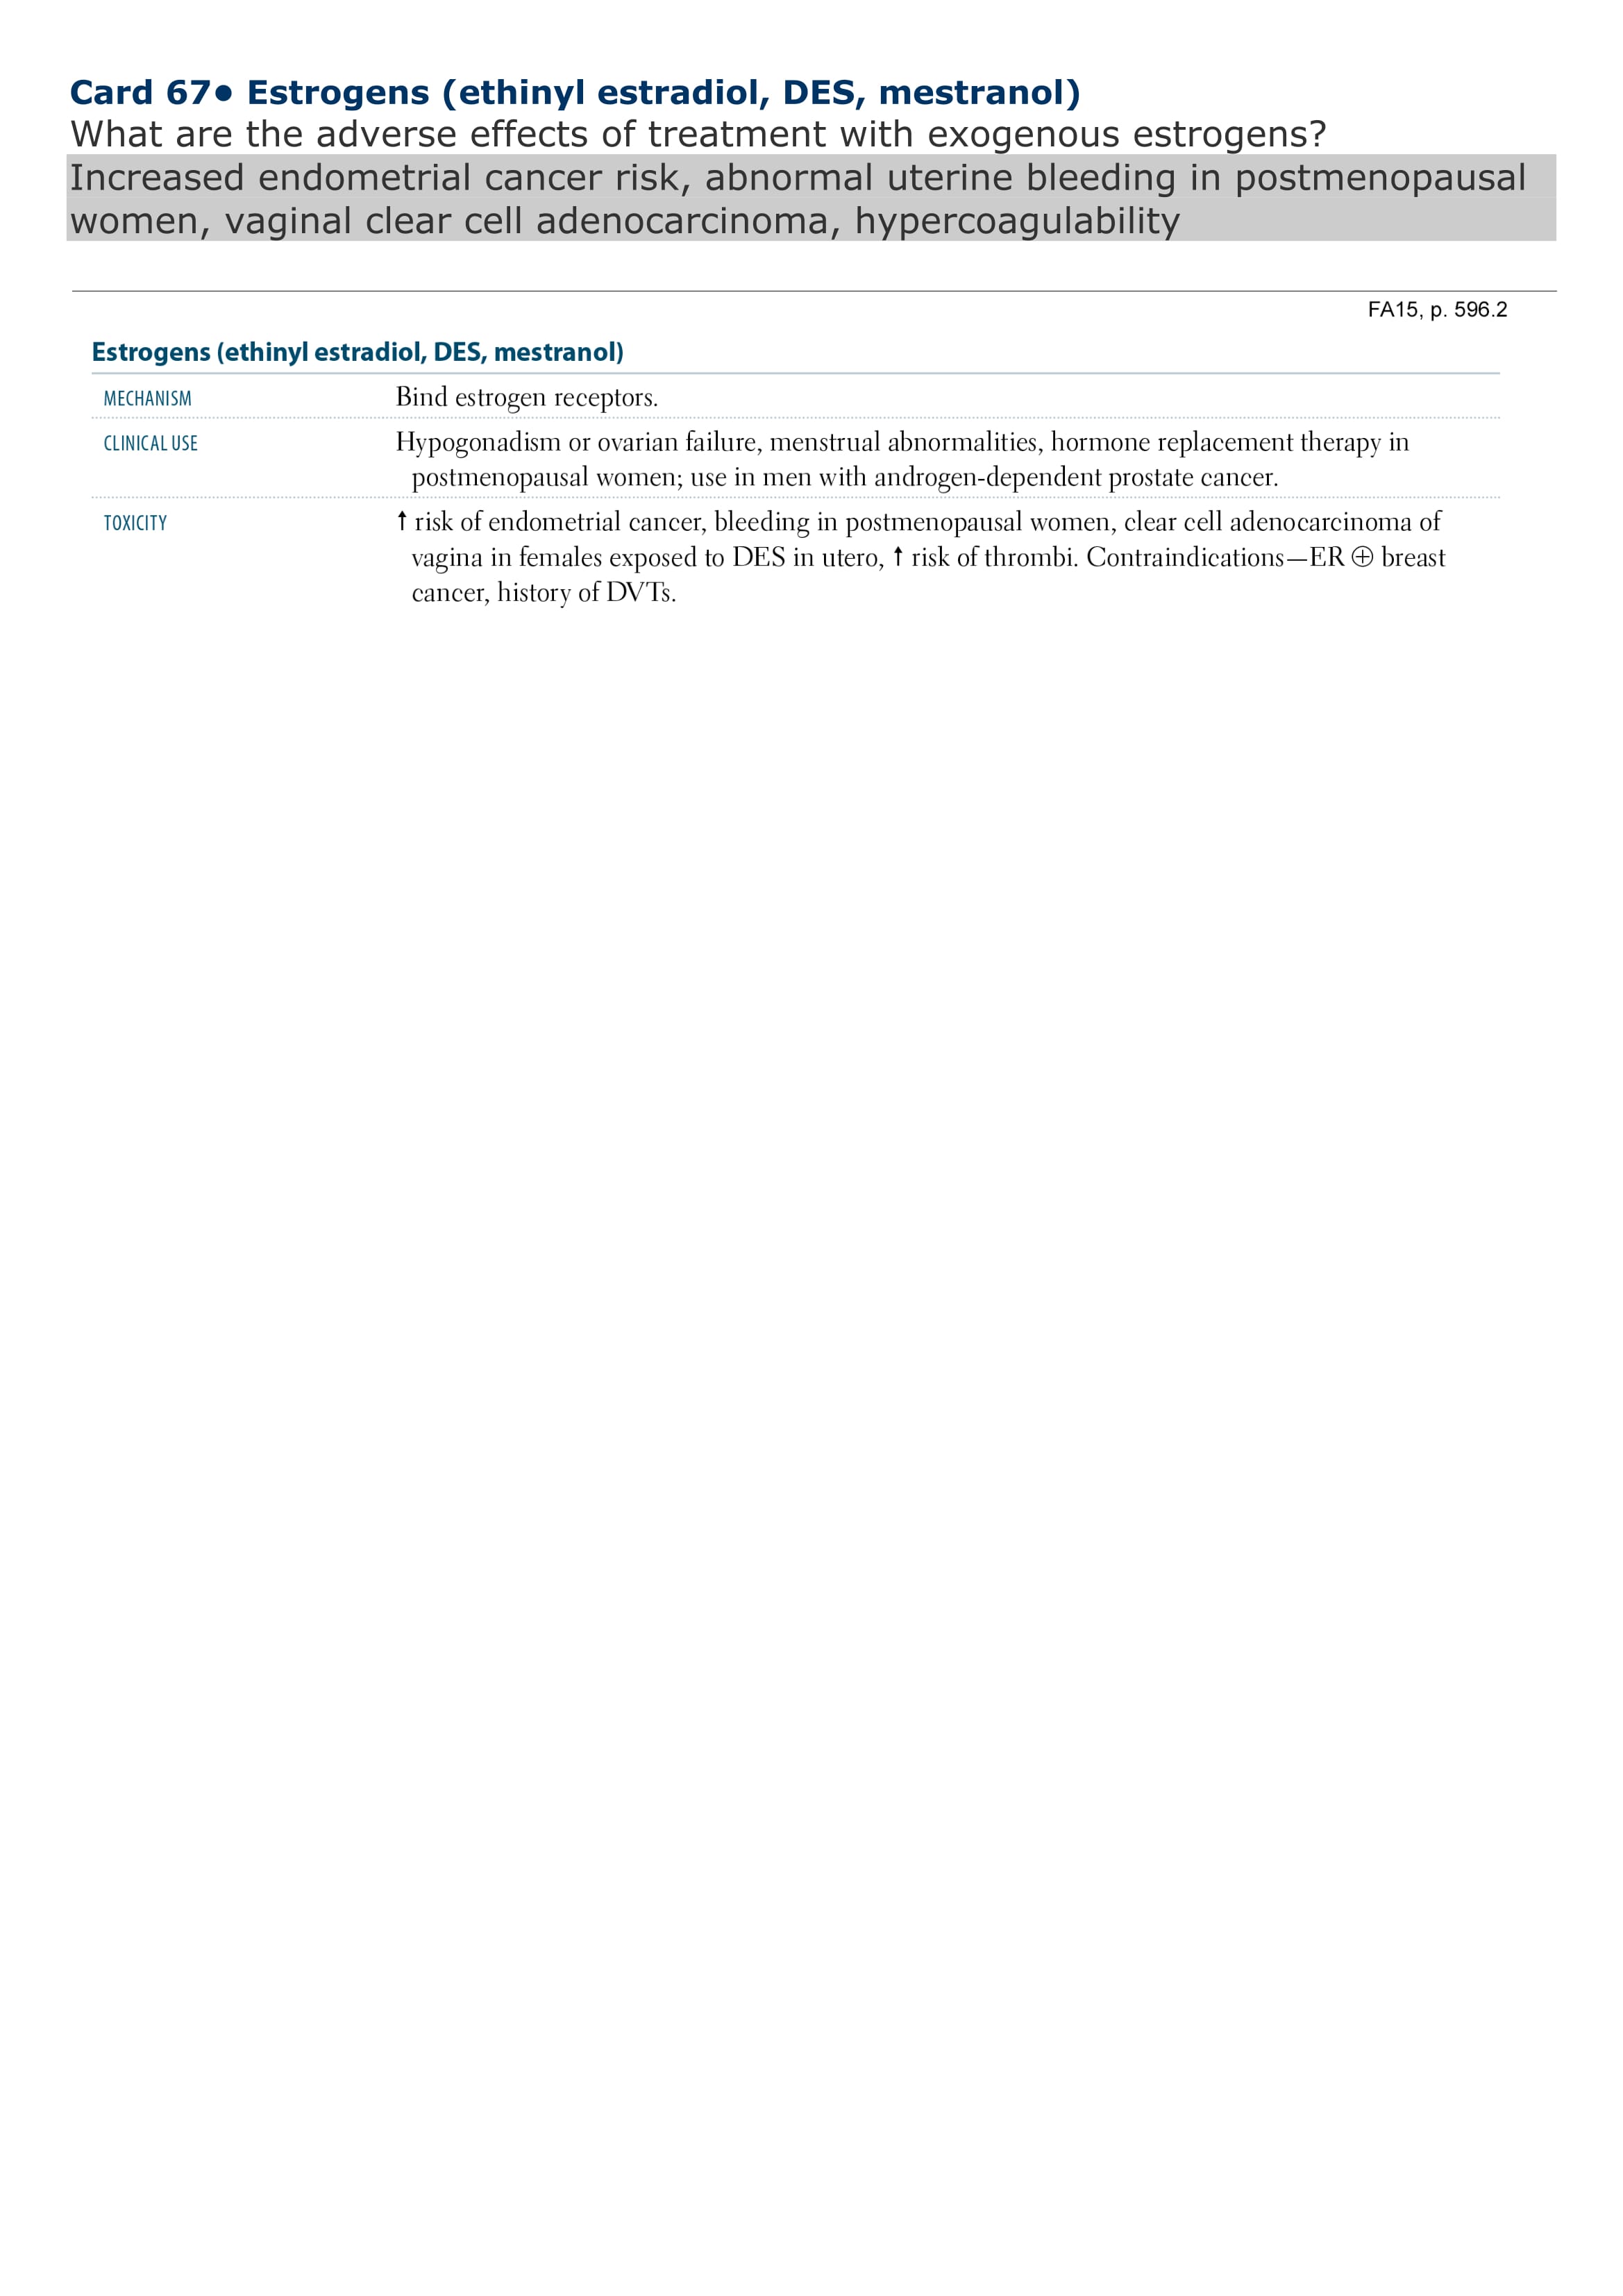 Card 67• Estrogens (ethinyl estradiol, DES, mestranol)
What are the adverse effects of treatment with exogenous estrogens?
Increased endometrial cancer risk, abnormal uterine bleeding in postmenopausal
women, vaginal clear cell adenocarcinoma, hypercoagulability
FA15, p. 596.2
Estrogens (ethinyl estradiol, DES, mestranol)
MECHANISM Bind estrogen receptors.
CLINICAL USE Hypogonadism or ovarian failure, menstrual abnormalities, hormone replacement therapy in
postmenopausal women; use in men with androgen-dependent prostate cancer.
TOXICITY ↑ risk of endometrial cancer, bleeding in postmenopausal women, clear cell adenocarcinoma of
vagina in females exposed to DES in utero, ↑ risk of thrombi. Contraindications—ER ⊕ breast
cancer, history of DVTs.